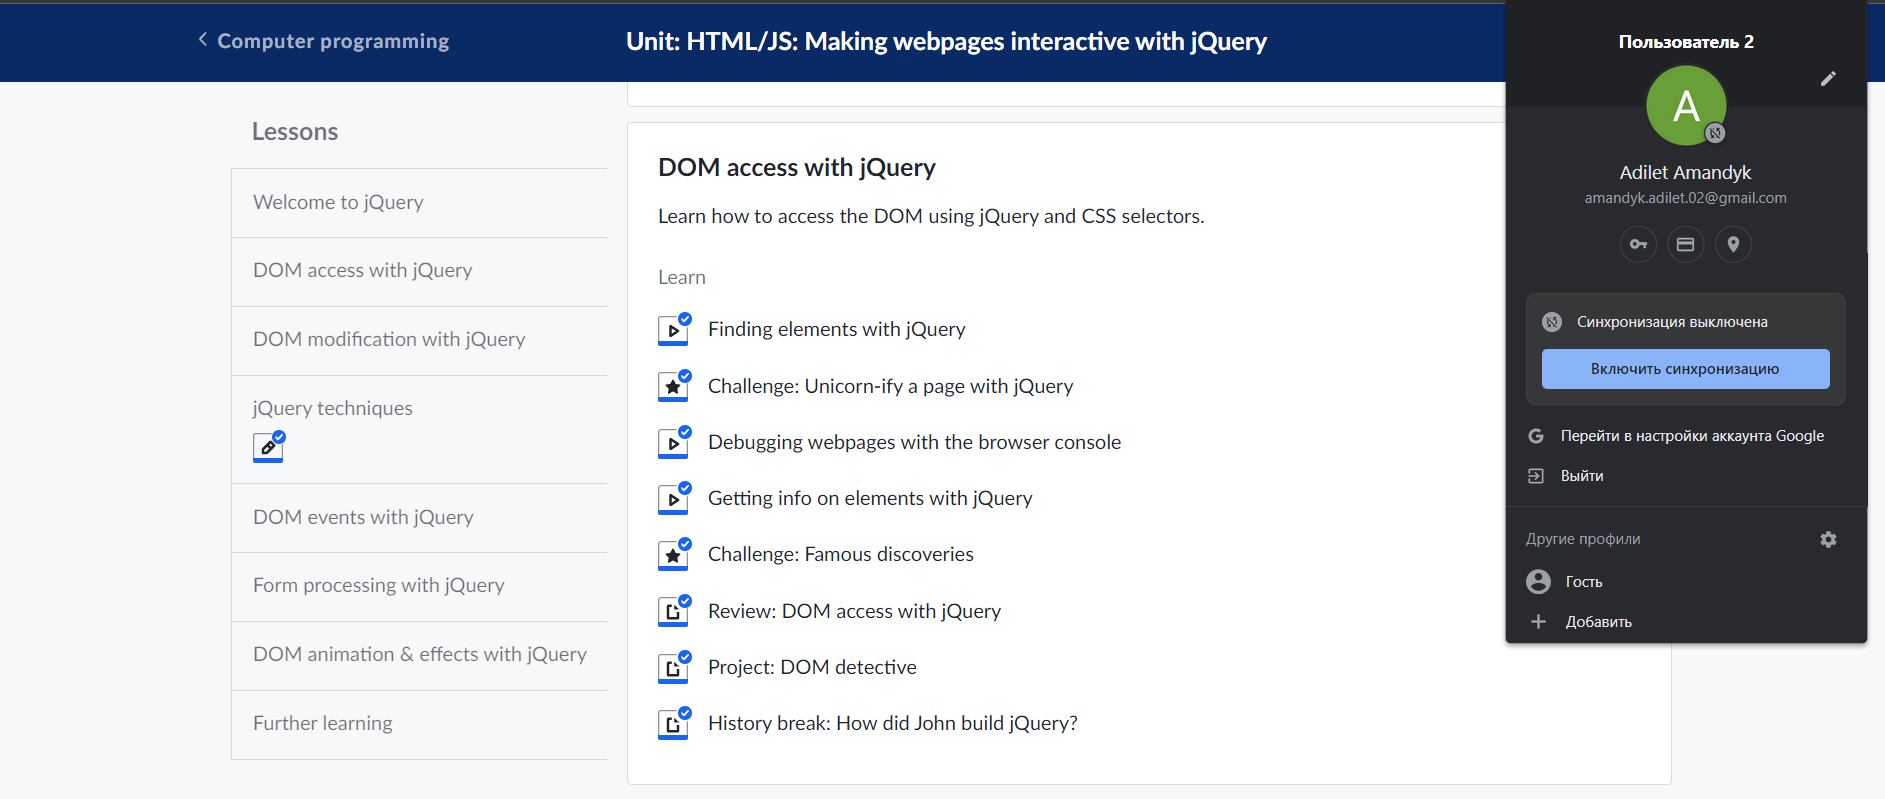 Computer programming
Unit: HTML/JS: Making webpages interactive with jQuery
Lessons
Welcome to jQuery
DOM access with jQuery
DOM modification with jQuery
jQuery techniques
DOM events with jQuery
Form processing with jQuery
DOM animation & effects with jQuery
Further learning
DOM access with jQuery
Learn how to access the DOM using jQuery and CSS selectors.
Learn
Finding elements with jQuery
Challenge: Unicorn-ify a page with jQuery
Debugging webpages with the browser console
Getting info on elements with jQuery
Challenge: Famous discoveries
Review: DOM access with jQuery
Project: DOM detective
History break: How did John build jQuery?
Пользователь 2
A
Adilet Amandyk
amandyk.adilet.02@gmail.com
Синхронизация выключена
Включить синхронизацию
G Перейти в настройки аккаунта Google
Выйти
Другие профили
Гость
Добавить